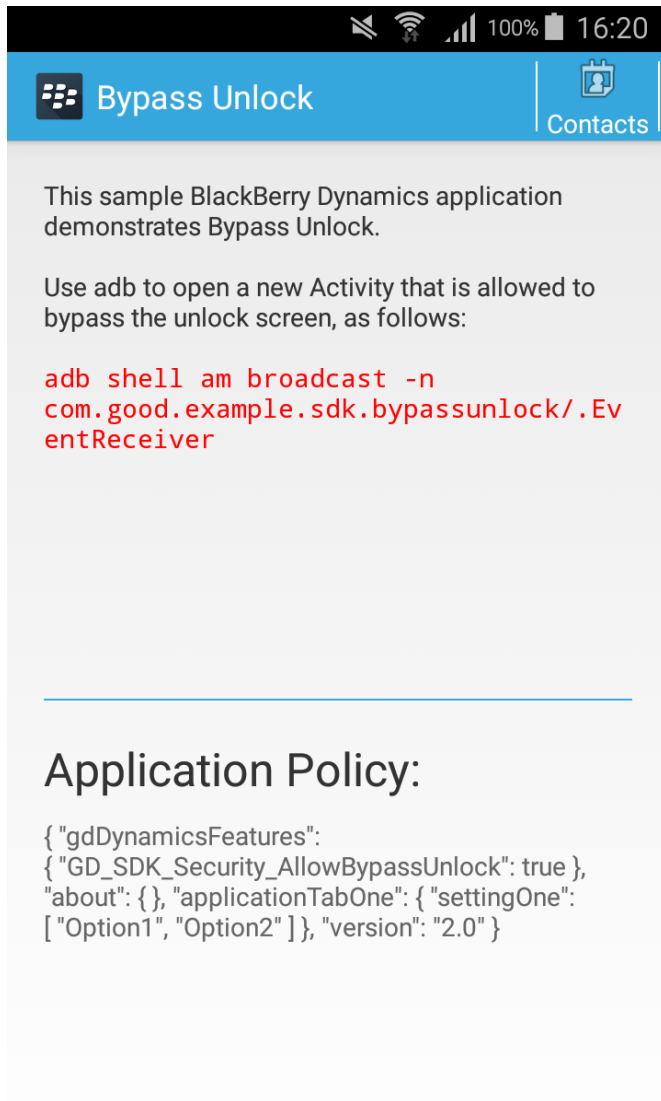 100% 16:20
Bypass Unlock
Contacts
This sample BlackBerry Dynamics application
demonstrates Bypass Unlock.
Use adb to open a new Activity that is allowed to
bypass the unlock screen, as follows:
adb shell am broadcast -n
com.good.example.sdk.bypassunlock/.Ev
entReceiver
Application Policy:
{ "gdDynamicsFeatures":
{ "GD_SDK_Security_AllowBypassUnlock": true },
"about": { }, "applicationTabOne": { "settingOne":
[ "Option1", "Option2" ] }, "version": "2.0" }